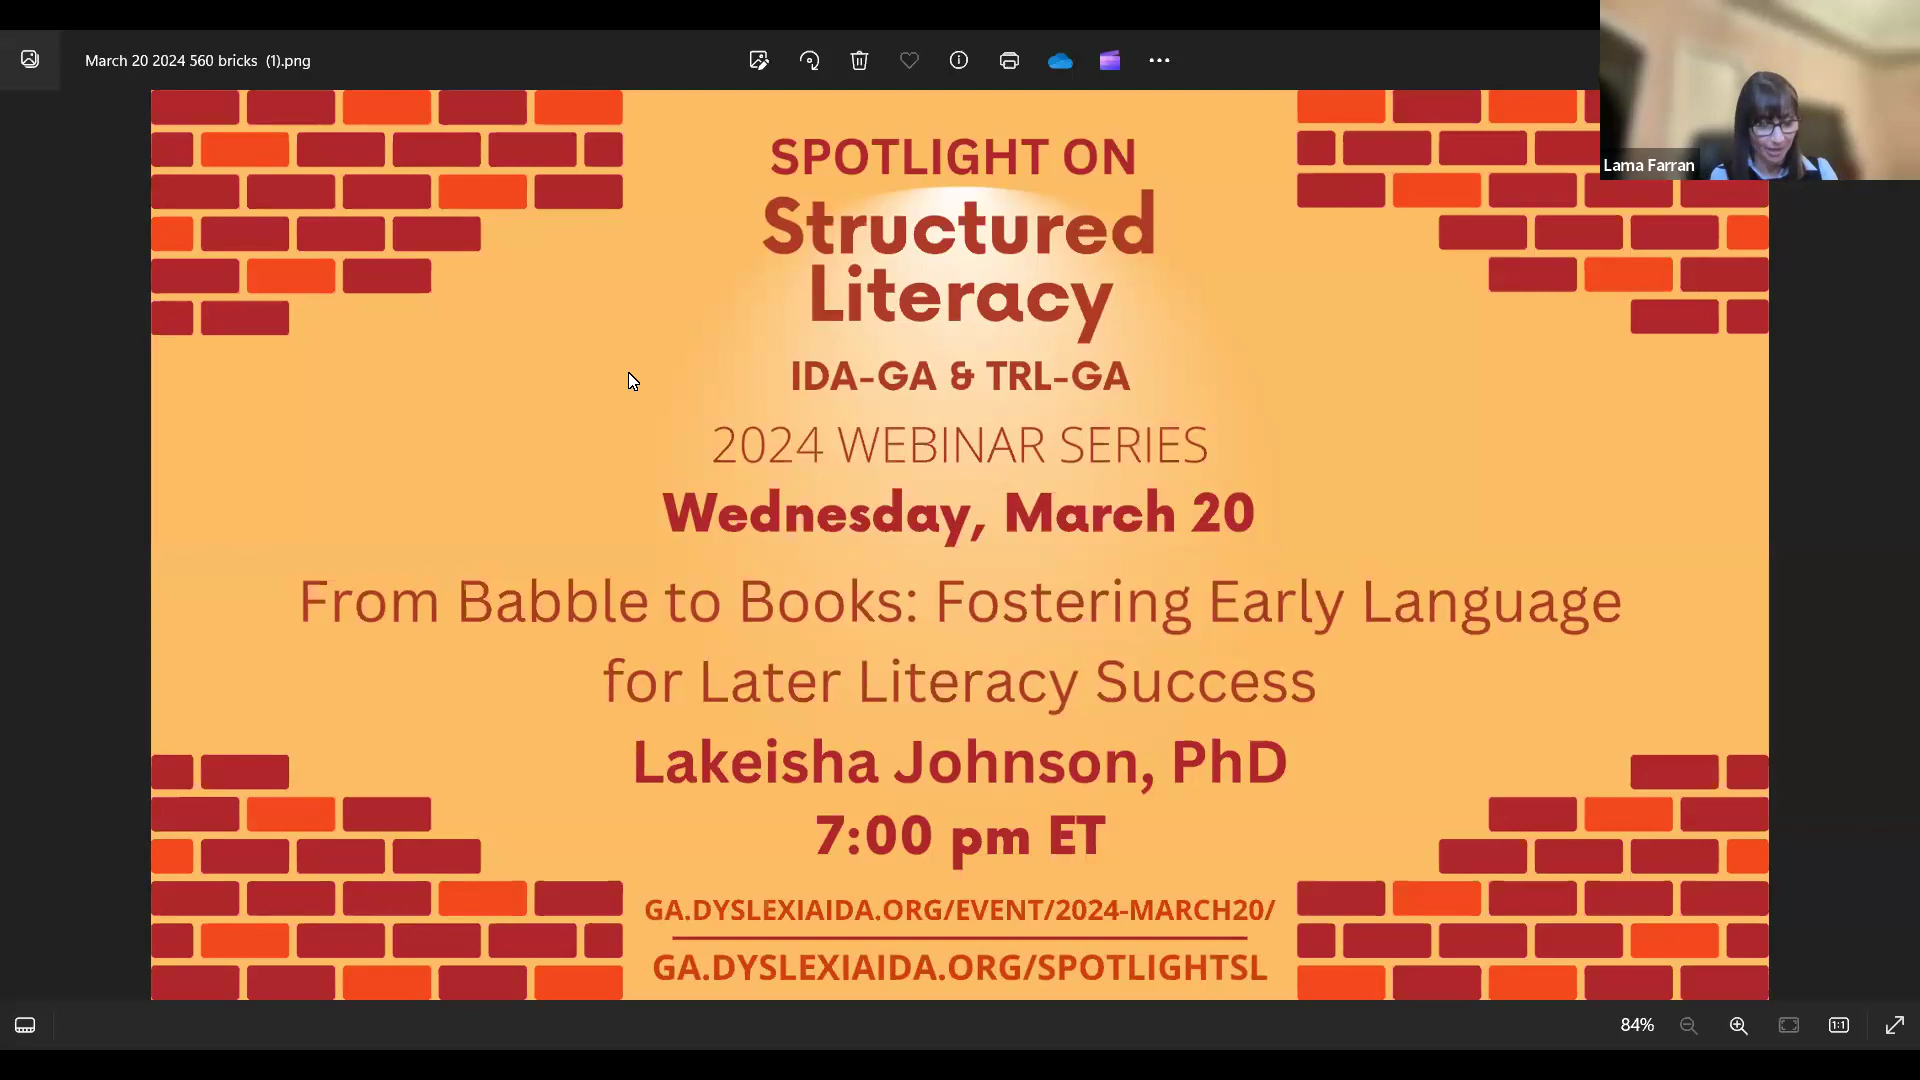 March 20 2024 560 bricks (1).png
Lama Farran
SPOTLIGHT ON
Structured
Literacy
IDA-GA & TRL-GA
2024 WEBINAR SERIES
Wednesday, March 20
From Babble to Books: Fostering Early Language
for Later Literacy Success
Lakeisha Johnson, PhD
7:00 pm ET
GA.DYSLEXIAIDA.ORG/EVENT/2024-MARCH20/
GA.DYSLEXIAIDA.ORG/SPOTLIGHTSL
84%
1:1